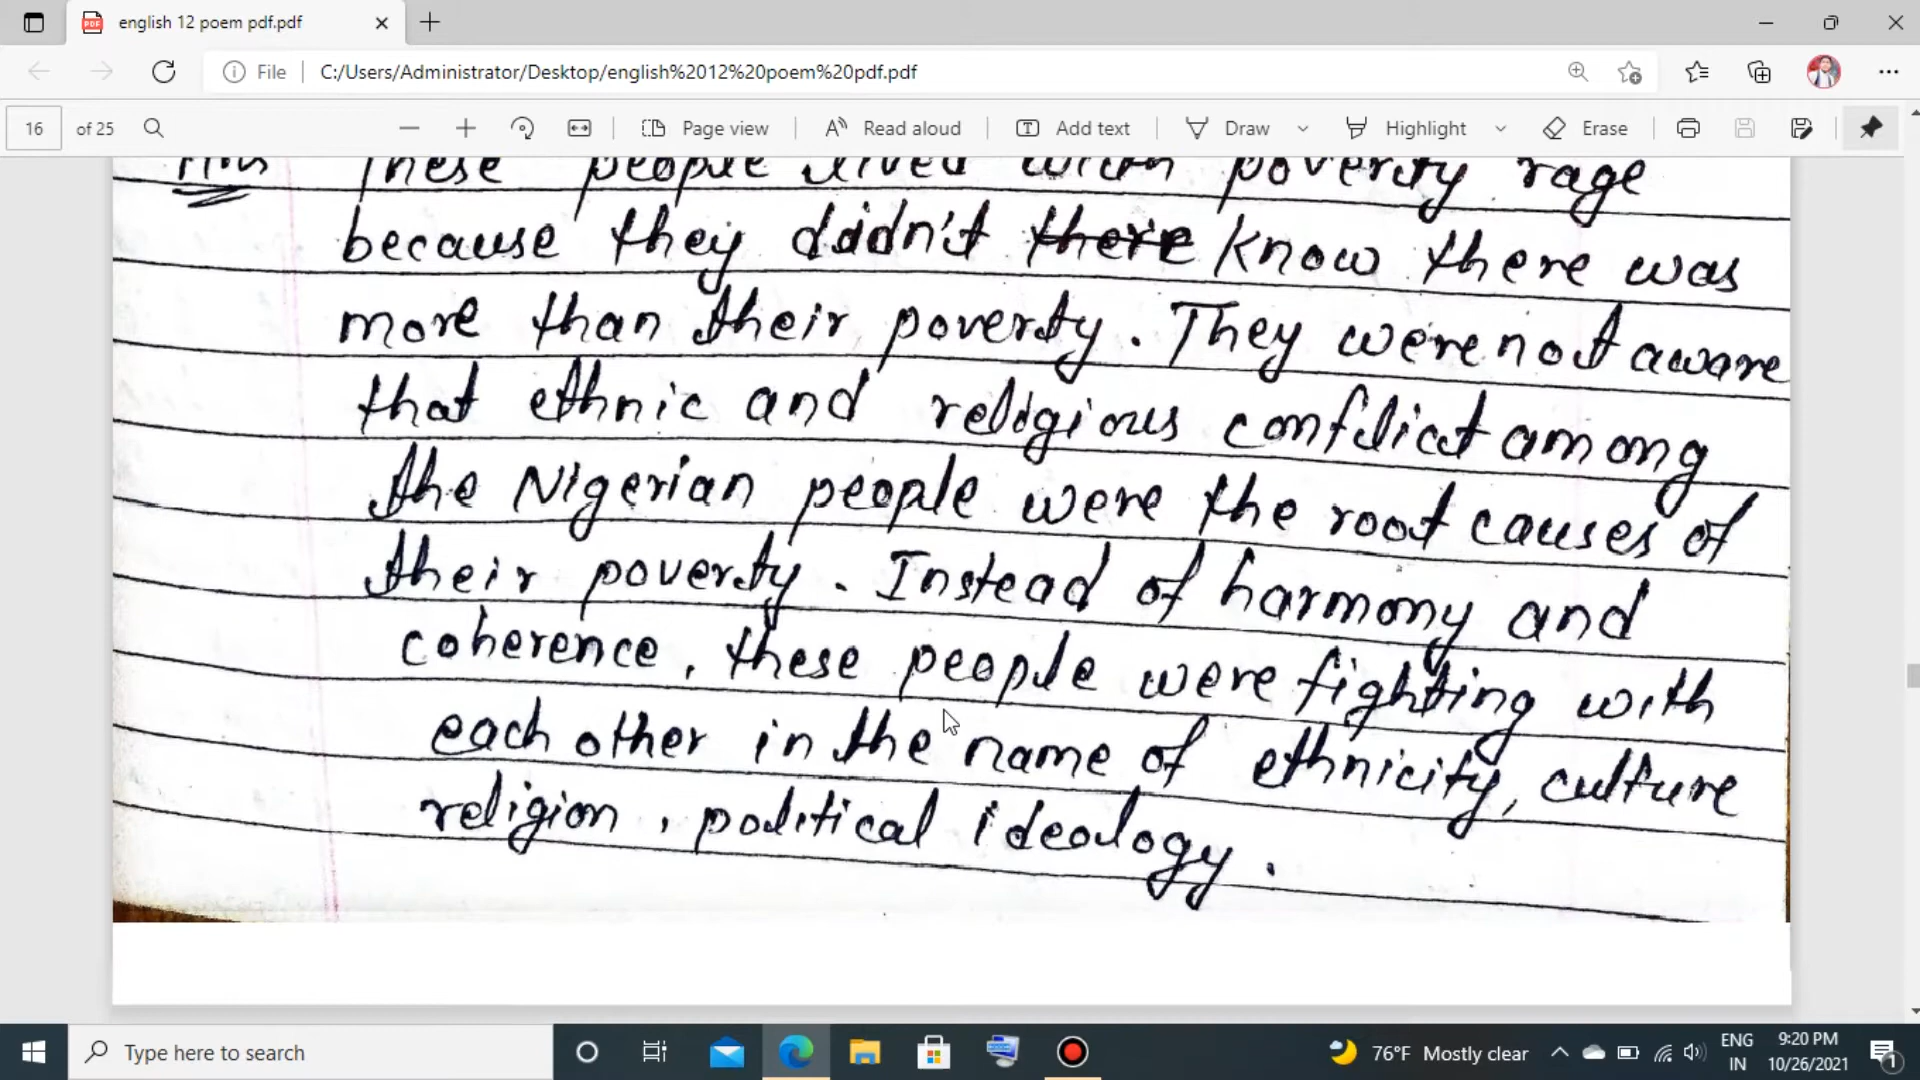 english 12 poem pdf.pdf
File C:/Users/Administrator/Desktop/english%2012%20poem%20pdf.pdf
16 of 25 Page view Read aloud Add text Draw Highlight Erase
Ans These people lived with poverty rage
because they didn't there know there was
more than their poverty. They were not aware
that ethnic and religious conflict among
the Nigerian people were the root causes of
their poverty. Instead of harmony and
coherence, these people were fighting with
each other in the name of ethnicity, culture
religion, political ideology.
Type here to search 76°F Mostly clear ENG 9:20 PM
IN 10/26/2021 1